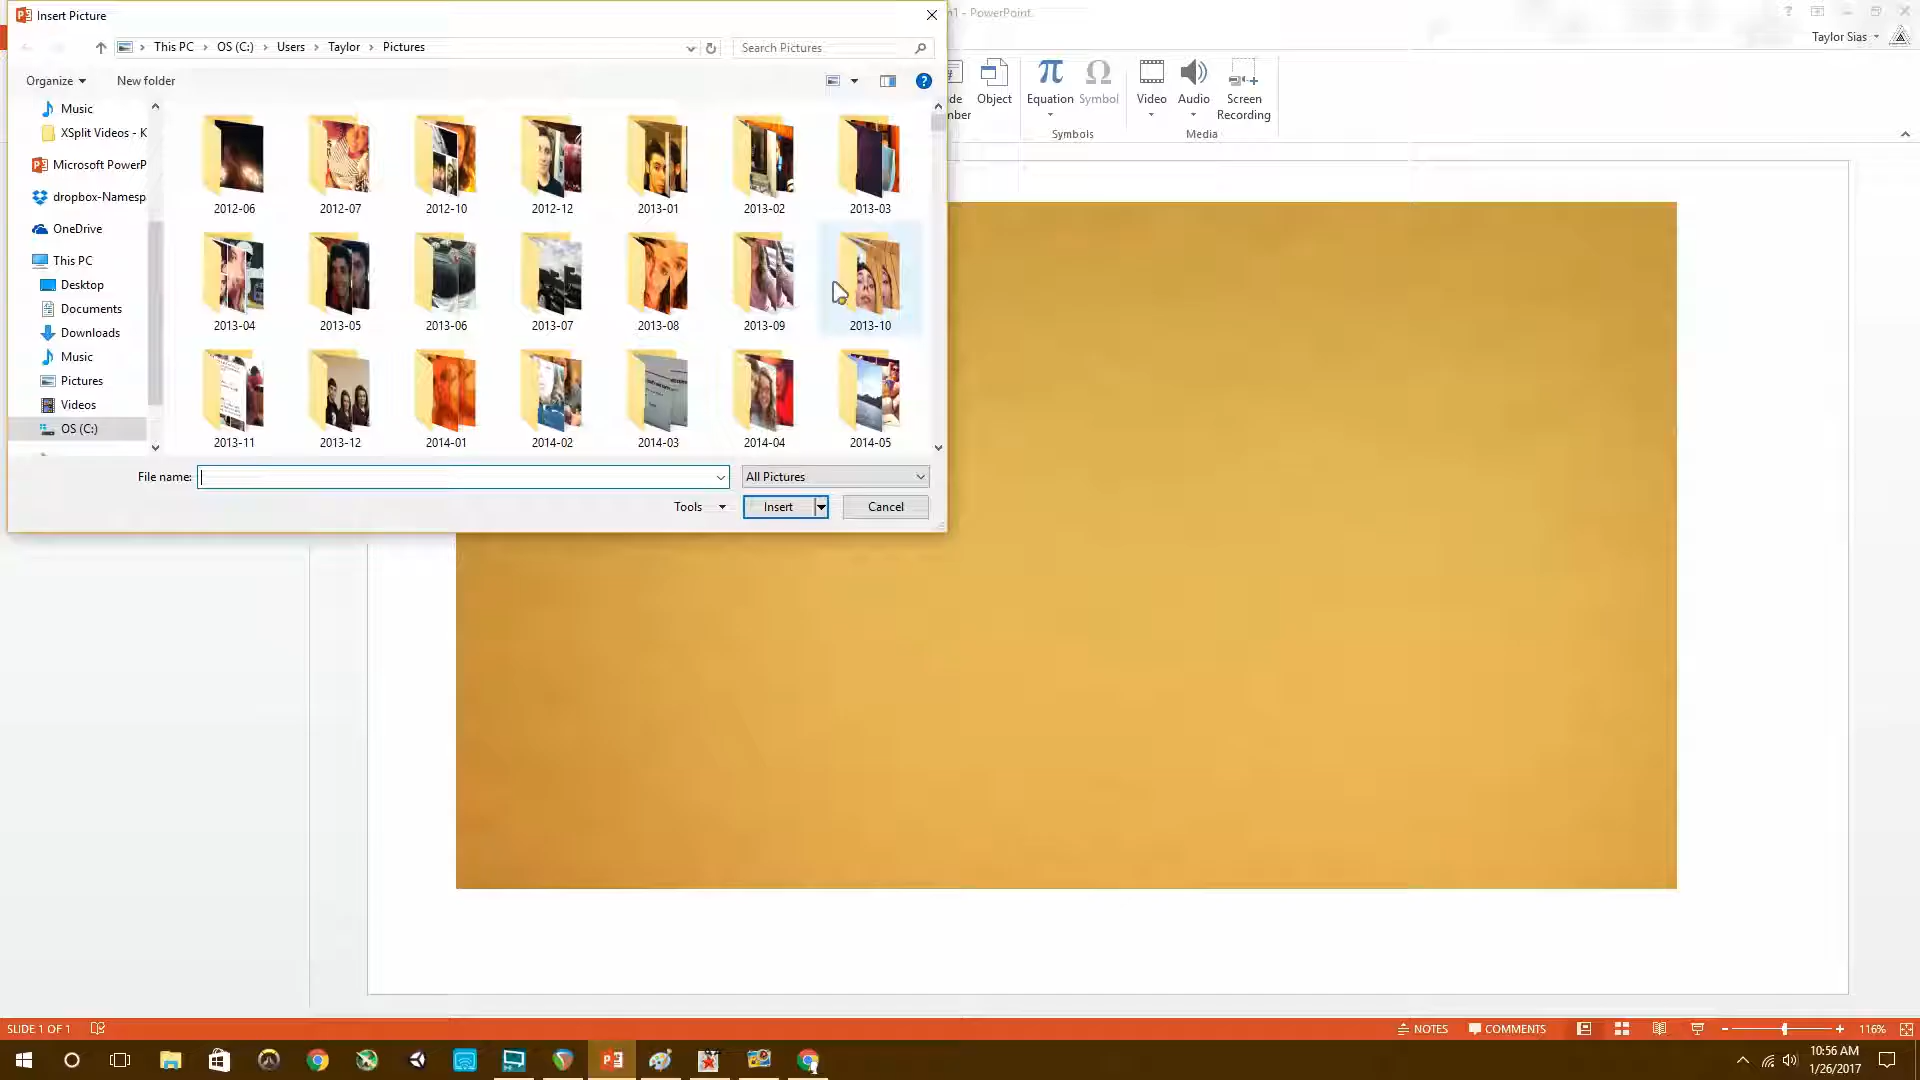 Insert Picture
1 - PowerPoint
Taylor Sias
This PC
OS (C:)
Users
Taylor
Pictures
Search Pictures
Organize
New folder
Object
Equation
Symbol
Video
Audio
Screen
Recording
Symbols
Media
Music
XSplit Videos - K
Microsoft PowerP
dropbox-Namesp
OneDrive
This PC
Desktop
Documents
Downloads
Music
Pictures
Videos
OS (C:)
2012-06
2012-07
2012-10
2012-12
2013-01
2013-02
2013-03
2013-04
2013-05
2013-06
2013-07
2013-08
2013-09
2013-10
2013-11
2013-12
2014-01
2014-02
2014-03
2014-04
2014-05
File name:
All Pictures
Tools
Insert
Cancel
SLIDE 1 OF 1
NOTES
COMMENTS
116%
10:56 AM
1/26/2017